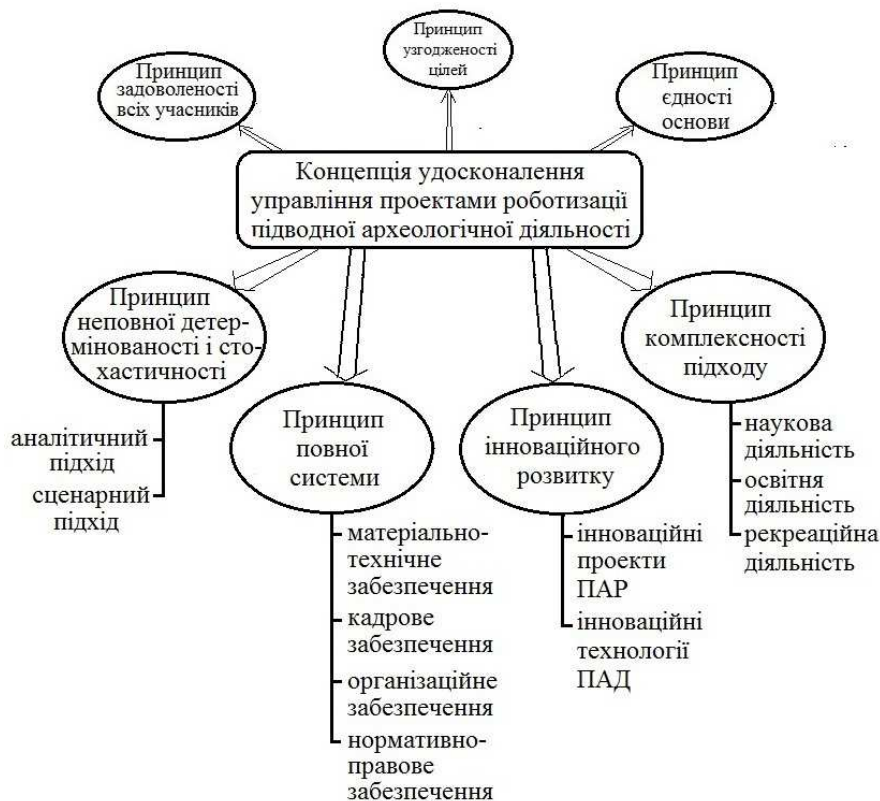 Принцип
узгодженості
цілей
Принцип
задоволеності
всіх учасників
Принцип
єдності
основи
Концепція удосконалення
управління проектами роботизації
підводної археологічної діяльності
Принцип
неповної детер-
мінованості і сто-
хастичності
аналітичний
підхід
сценарний
підхід
Принцип
повної
системи
матеріально-
технічне
забезпечення
кадрове
забезпечення
організаційне
забезпечення
нормативно-
правове
забезпечення
Принцип
інноваційного
розвитку
інноваційні
проекти
ПАР
інноваційні
технології
ПАД
Принцип
комплексності
підходу
наукова
діяльність
освітня
діяльність
рекреаційна
діяльність